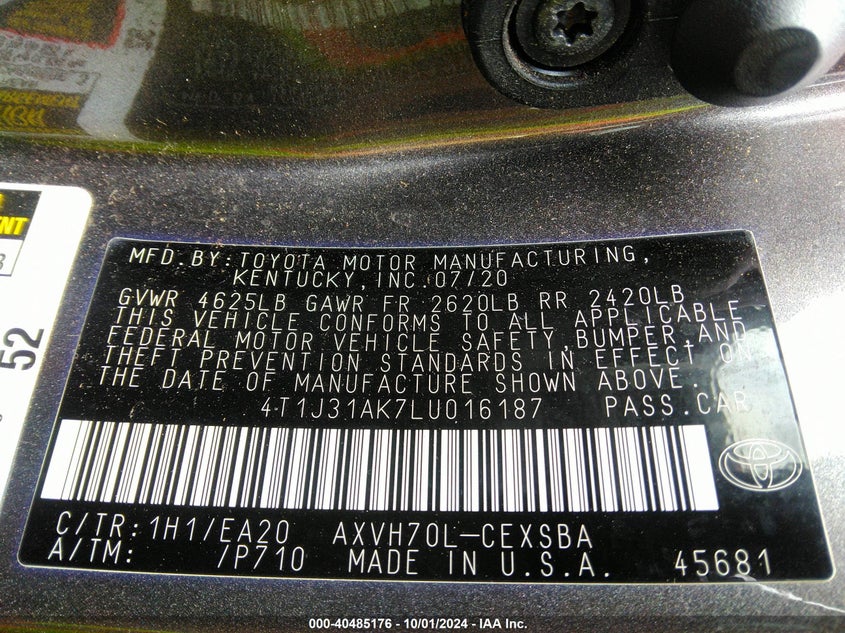 MFD.BY:TOYOTA MOTOR MANUFACTURING,
KENTUCKY,INC.07/20
GVWR 4625LB GAWR FR 2620LB RR 2420LB
THIS VEHICLE CONFORMS TO ALL APPLICABLE
FEDERAL MOTOR VEHICLE SAFETY,BUMPER,AND
THEFT PREVENTION STANDARDS IN EFFECT ON
THE DATE OF MANUFACTURE SHOWN ABOVE.
4T1J31AK7LU016187 PASS.CAR
C/TR:1H1/EA20 AXVH70L-CEXSBA
A/TM: /P710 MADE IN U.S.A. 45681
52
000-40485176 - 10/01/2024 - IAA Inc.